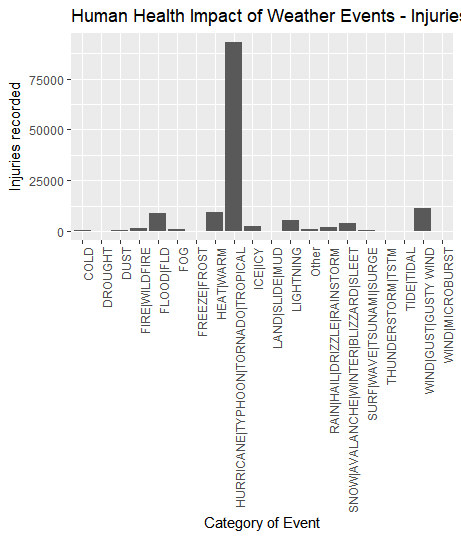 Human Health Impact of Weather Events - Injuries
Injuries recorded
75000
50000
25000
0
COLD
DROUGHT
DUST
FIRE|WILDFIRE
FLOOD|FLD
FOG
FREEZE|FROST
HEAT|WARM
HURRICANE|TYPHOON|TORNADO|TROPICAL
ICE|ICY
LAND|SLIDE|MUD
LIGHTNING
Other
RAIN|HAIL|DRIZZLE|RAINSTORM
SNOW|AVALANCHE|WINTER|BLIZZARD|SLEET
SURF|WAVE|TSUNAMI|SURGE
THUNDERSTORM|TSTM
TIDE|TIDAL
WIND|GUST|GUSTY WIND
WIND|MICROBURST
Category of Event